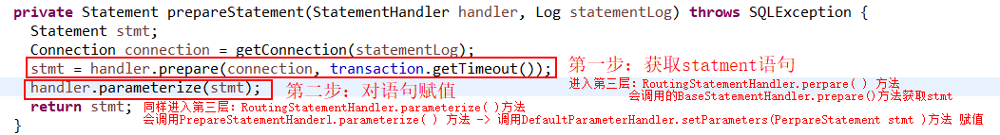 private Statement prepareStatement(StatementHandler handler, Log statementLog) throws SQLException {
Statement stmt;
Connection connection = getConnection(statementLog);
stmt = handler.prepare(connection, transaction.getTimeout());
第一步：获取statment语句
进入第三层：RoutingStatementHandler.perpare( ) 方法
会调用的BaseStatementHandler.prepare()方法获取stmt
handler.parameterize(stmt);
第二步：对语句赋值
return stmt;
同样进入第三层：RoutingStatementHandler.parameterize( )方法
会调用PrepareStatementHanderl.parameterize( ) 方法 -> 调用DefaultParameterHandler.setParameters(PerpareStatement stmt )方法 赋值
}